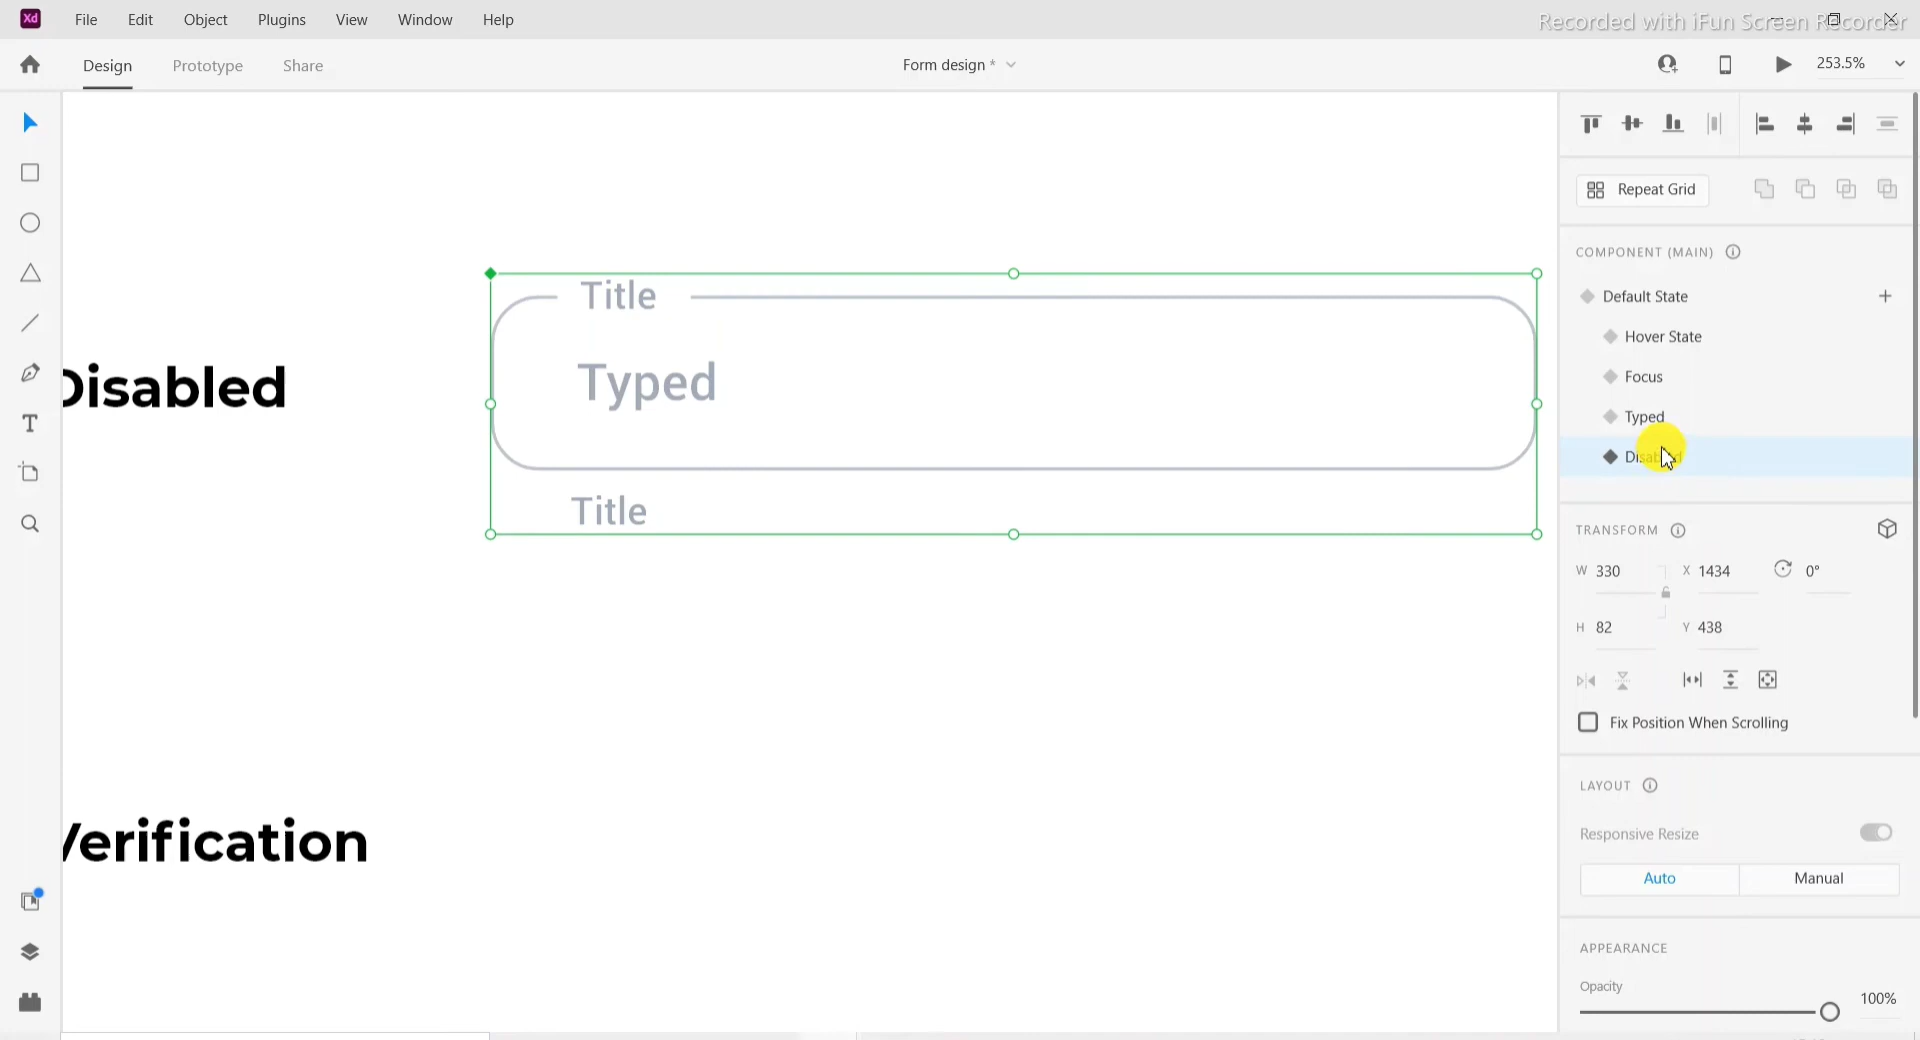 Xd File Edit Object Plugins View Window Help
Recorded with iFun Screen Recorder
Design Prototype Share
Form design *
253.5%
Repeat Grid
COMPONENT (MAIN)
Default State
Hover State
Focus
Typed
Disabled
Title
Typed
Title
Disabled
Verification
TRANSFORM
W 330 X 1434 0°
H 82 Y 438
Fix Position When Scrolling
LAYOUT
Responsive Resize
Auto Manual
APPEARANCE
Opacity
100%